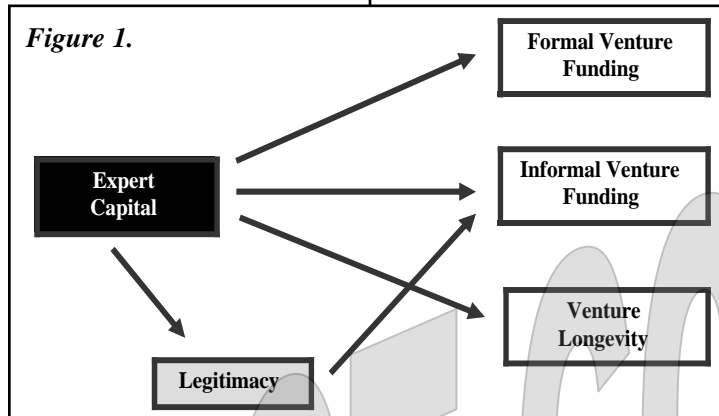 Figure 1.
Formal Venture
Funding
Expert
Capital
Informal Venture
Funding
Venture
Longevity
Legitimacy